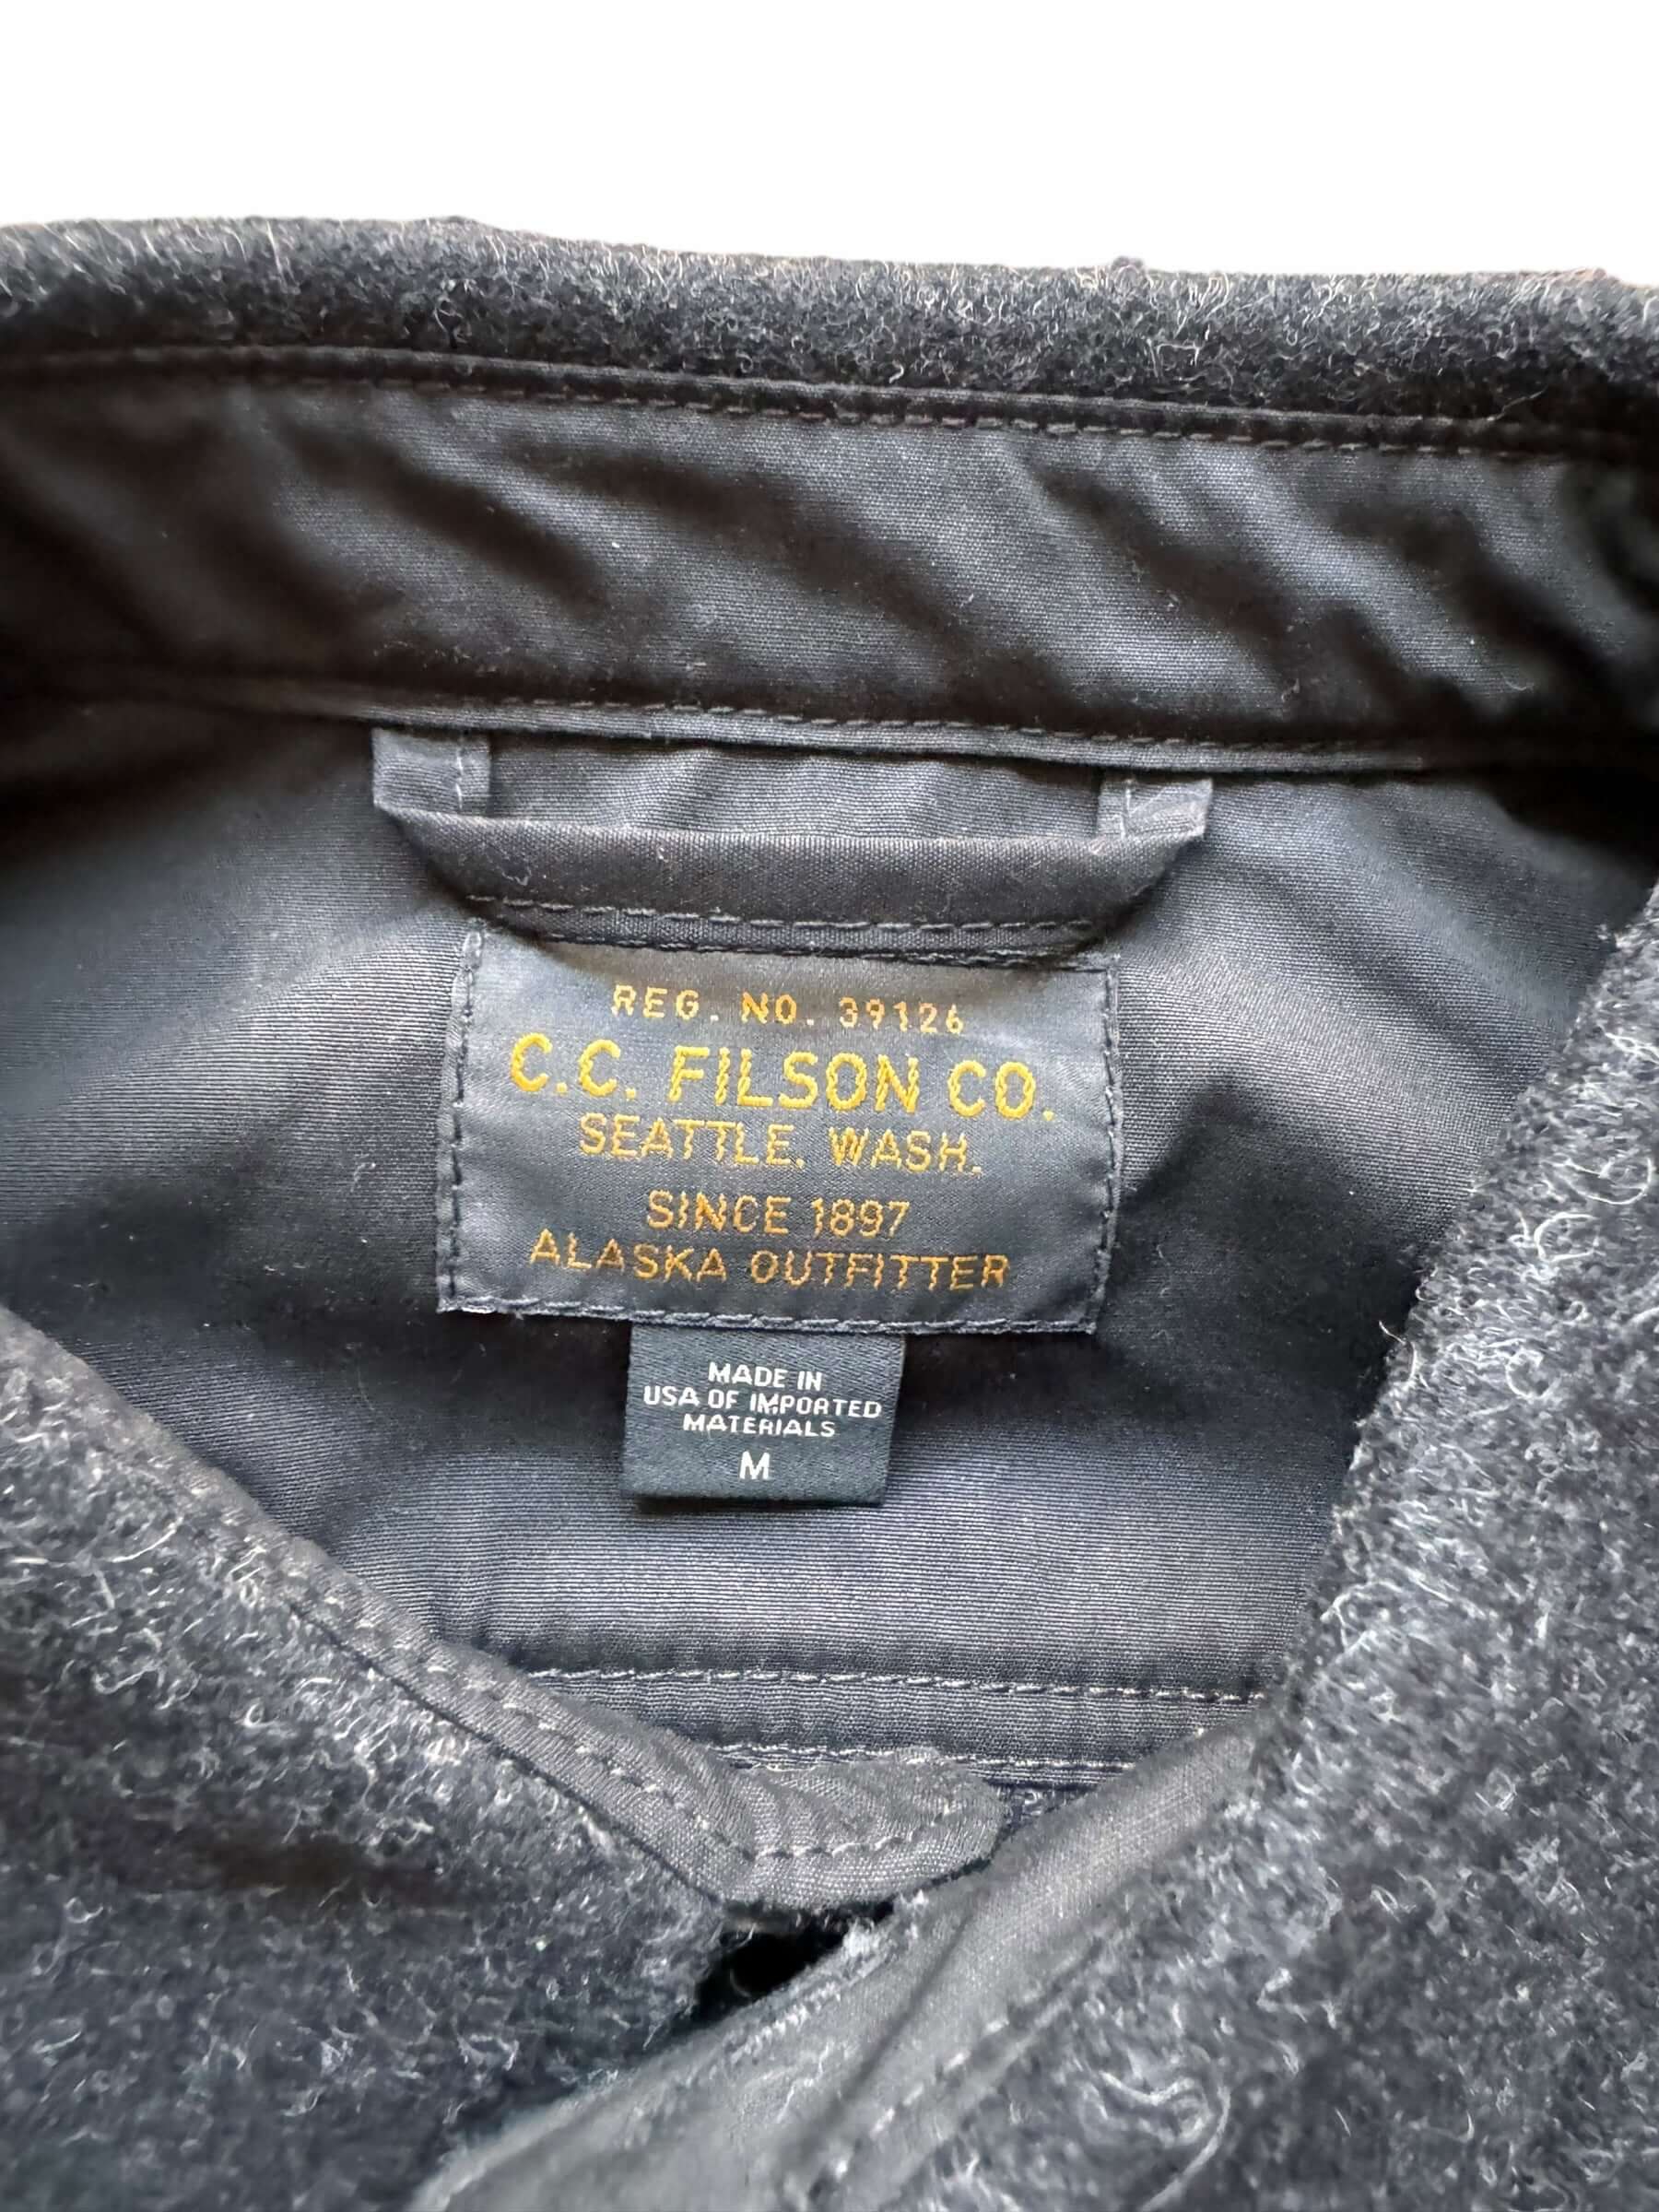 REG. NO. 39126
C.C. FILSON CO.
SEATTLE, WASH.
SINCE 1897
ALASKA OUTFITTER
MADE IN
USA OF IMPORTED
MATERIALS
M